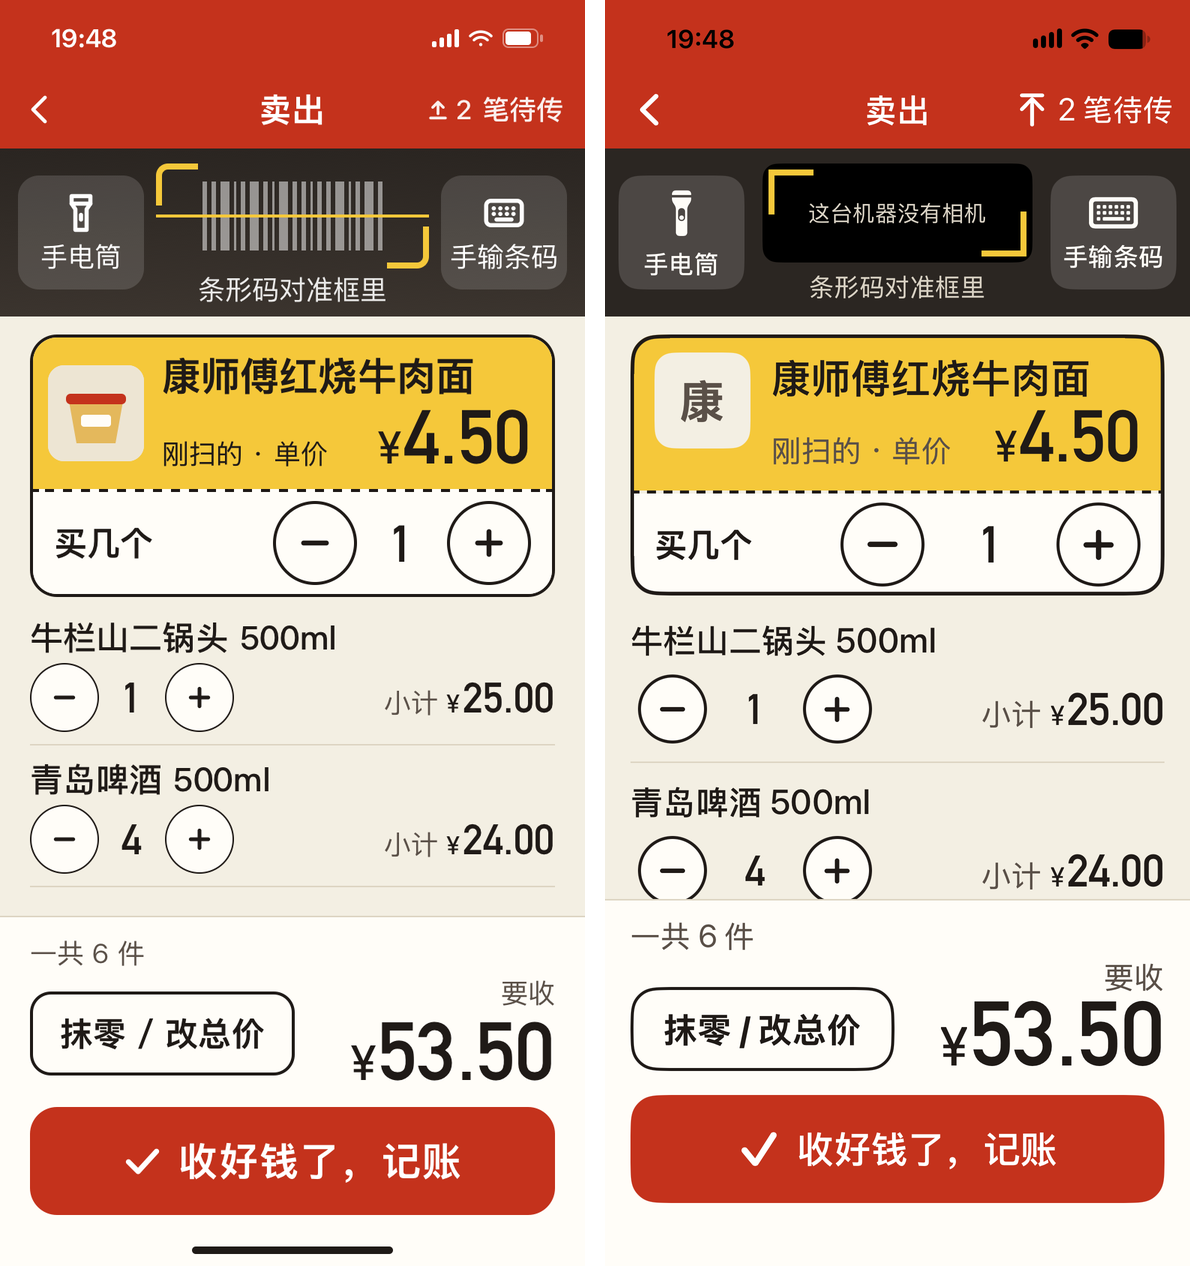 19:48
卖出
2 笔待传
手电筒
手输条码
条形码对准框里
康师傅红烧牛肉面
刚扫的 · 单价
¥4.50
买几个
1
牛栏山二锅头 500ml
1
小计 ¥25.00
青岛啤酒 500ml
4
小计 ¥24.00
一共 6 件
要收
抹零 / 改总价
¥53.50
收好钱了，记账
19:48
卖出
2 笔待传
手电筒
这台机器没有相机
手输条码
条形码对准框里
康
康师傅红烧牛肉面
刚扫的 · 单价
¥4.50
买几个
1
牛栏山二锅头 500ml
1
小计 ¥25.00
青岛啤酒 500ml
4
小计 ¥24.00
一共 6 件
要收
抹零 / 改总价
¥53.50
收好钱了，记账